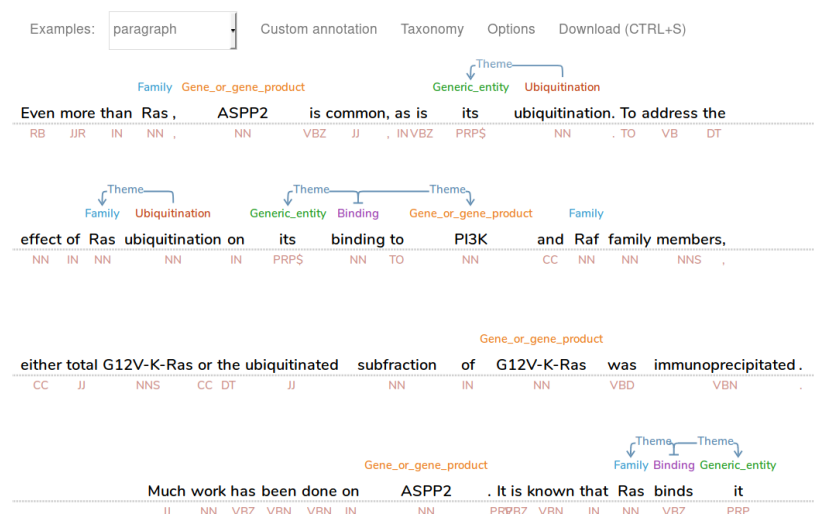 Examples: paragraph Custom annotation Taxonomy Options Download (CTRL+S)
Theme
Family Gene_or_gene_product Generic_entity Ubiquitination
Even more than Ras , ASPP2 is common, as is its ubiquitination. To address the
RB JJR IN NN , NN VBZ JJ , IN VBZ PRP$ NN . TO VB DT
Theme Theme Theme
Family Ubiquitination Generic_entity Binding Gene_or_gene_product Family
effect of Ras ubiquitination on its binding to PI3K and Raf family members,
NN IN NN NN IN PRP$ NN TO NN CC NN NN NNS ,
Gene_or_gene_product
either total G12V-K-Ras or the ubiquitinated subfraction of G12V-K-Ras was immunoprecipitated .
CC JJ NNS CC DT JJ NN IN NN VBD VBN .
Theme Theme
Gene_or_gene_product Family Binding Generic_entity
Much work has been done on ASPP2 . It is known that Ras binds it
JJ NN VBZ VBN VBN IN NN PRP VBZ VBN IN NN VBZ PRP